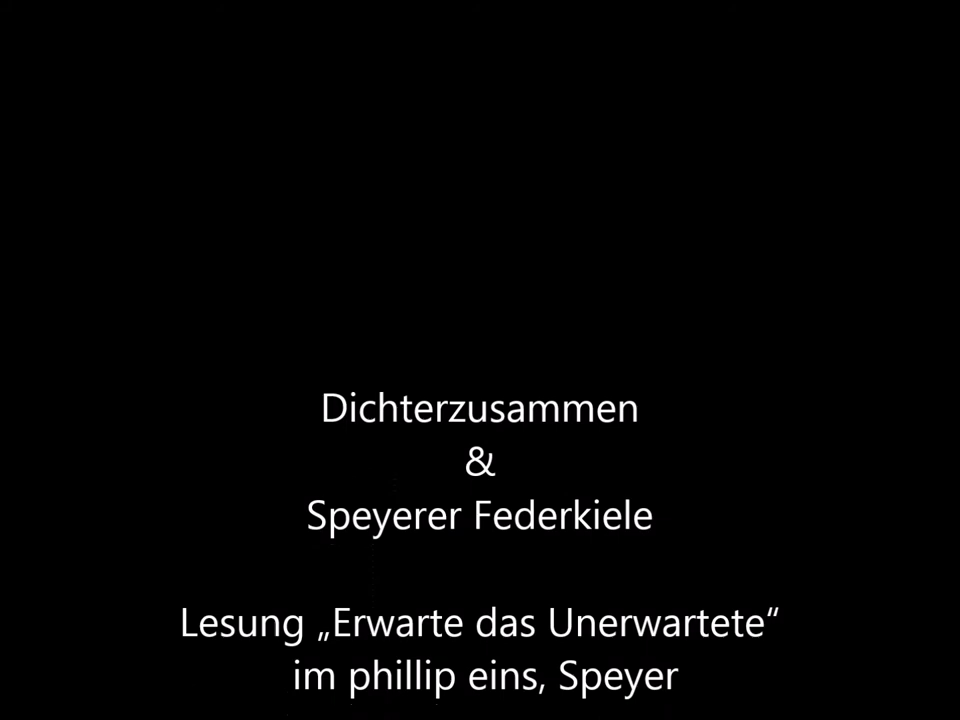 Dichterzusammen
&
Speyerer Federkiele
Lesung „Erwarte das Unerwartete“
im phillip eins, Speyer